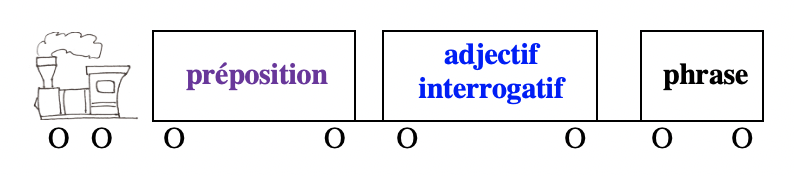 préposition
adjectif
interrogatif
phrase
O O O O O O O O